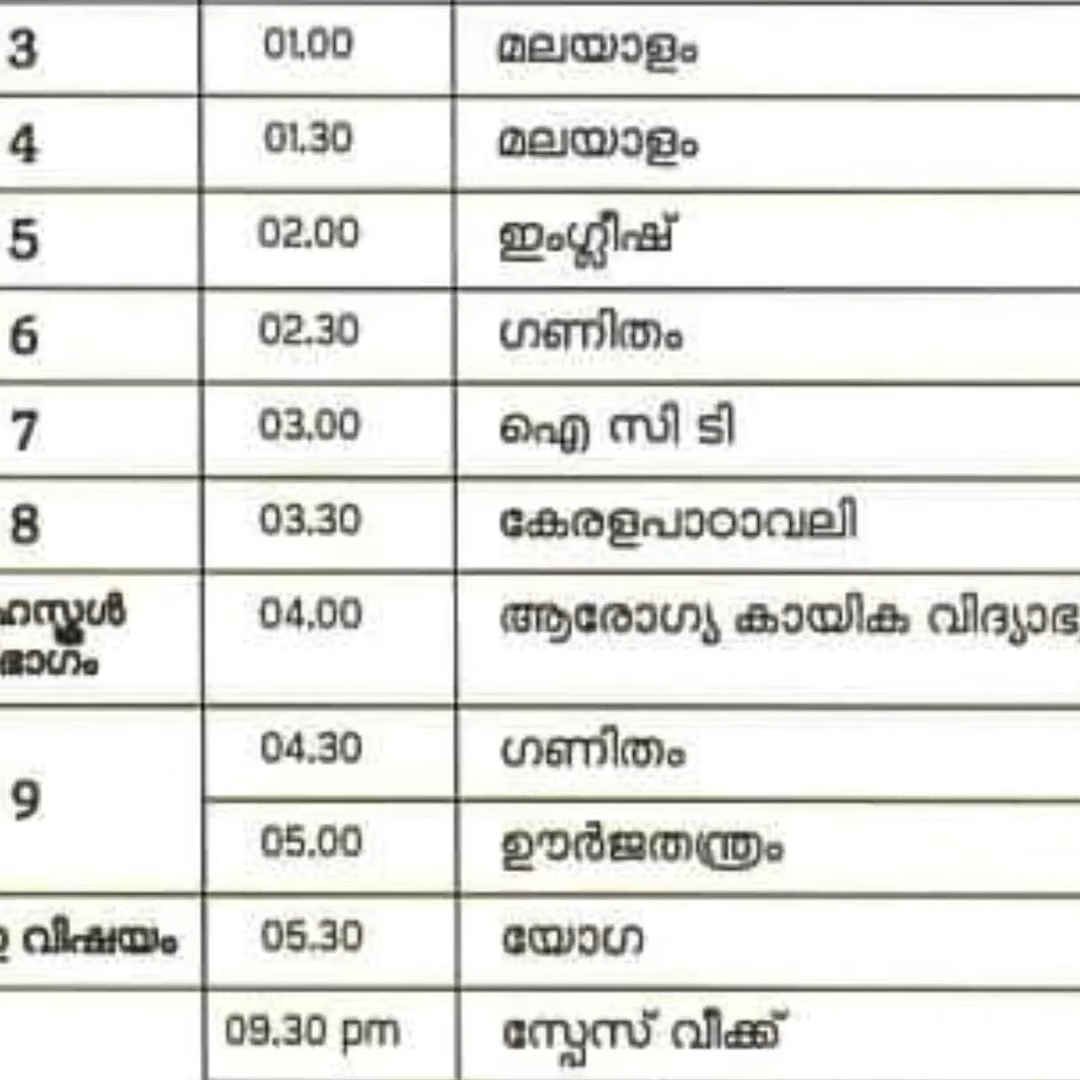 3 01.00 മലയാളം
4 01.30 മലയാളം
5 02.00 ഇംഗ്ലീഷ്
6 02.30 ഗണിതം
7 03.00 ഐ സി ടി
8 03.30 കേരളപാഠാവലി
04.00 ആരോഗ്യ കായിക
9
04.30 ഗണിതം
05.00 ഊർജതന്ത്രം
വിഷയം 05.30 യോഗ
09.30 pm സ്പേസ് വീക്ക്